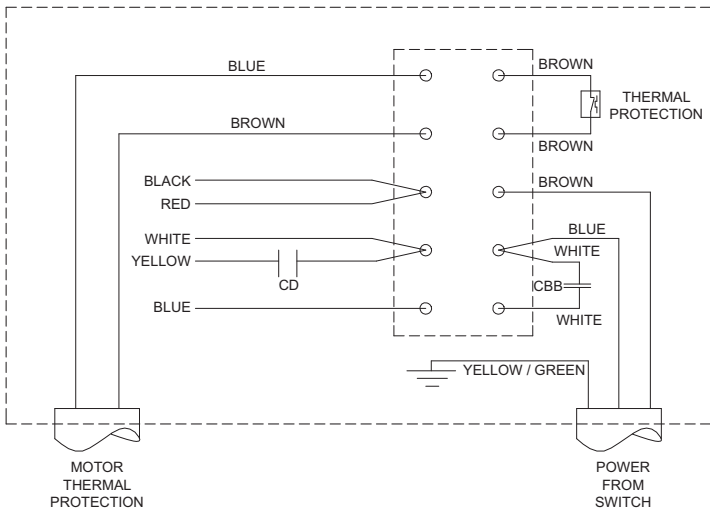 BLUE
BROWN
THERMAL
PROTECTION
BROWN
BROWN
BLACK
RED
BROWN
WHITE
YELLOW
CD
BLUE
WHITE
CBB
BLUE
WHITE
YELLOW / GREEN
MOTOR
THERMAL
PROTECTION
POWER
FROM
SWITCH